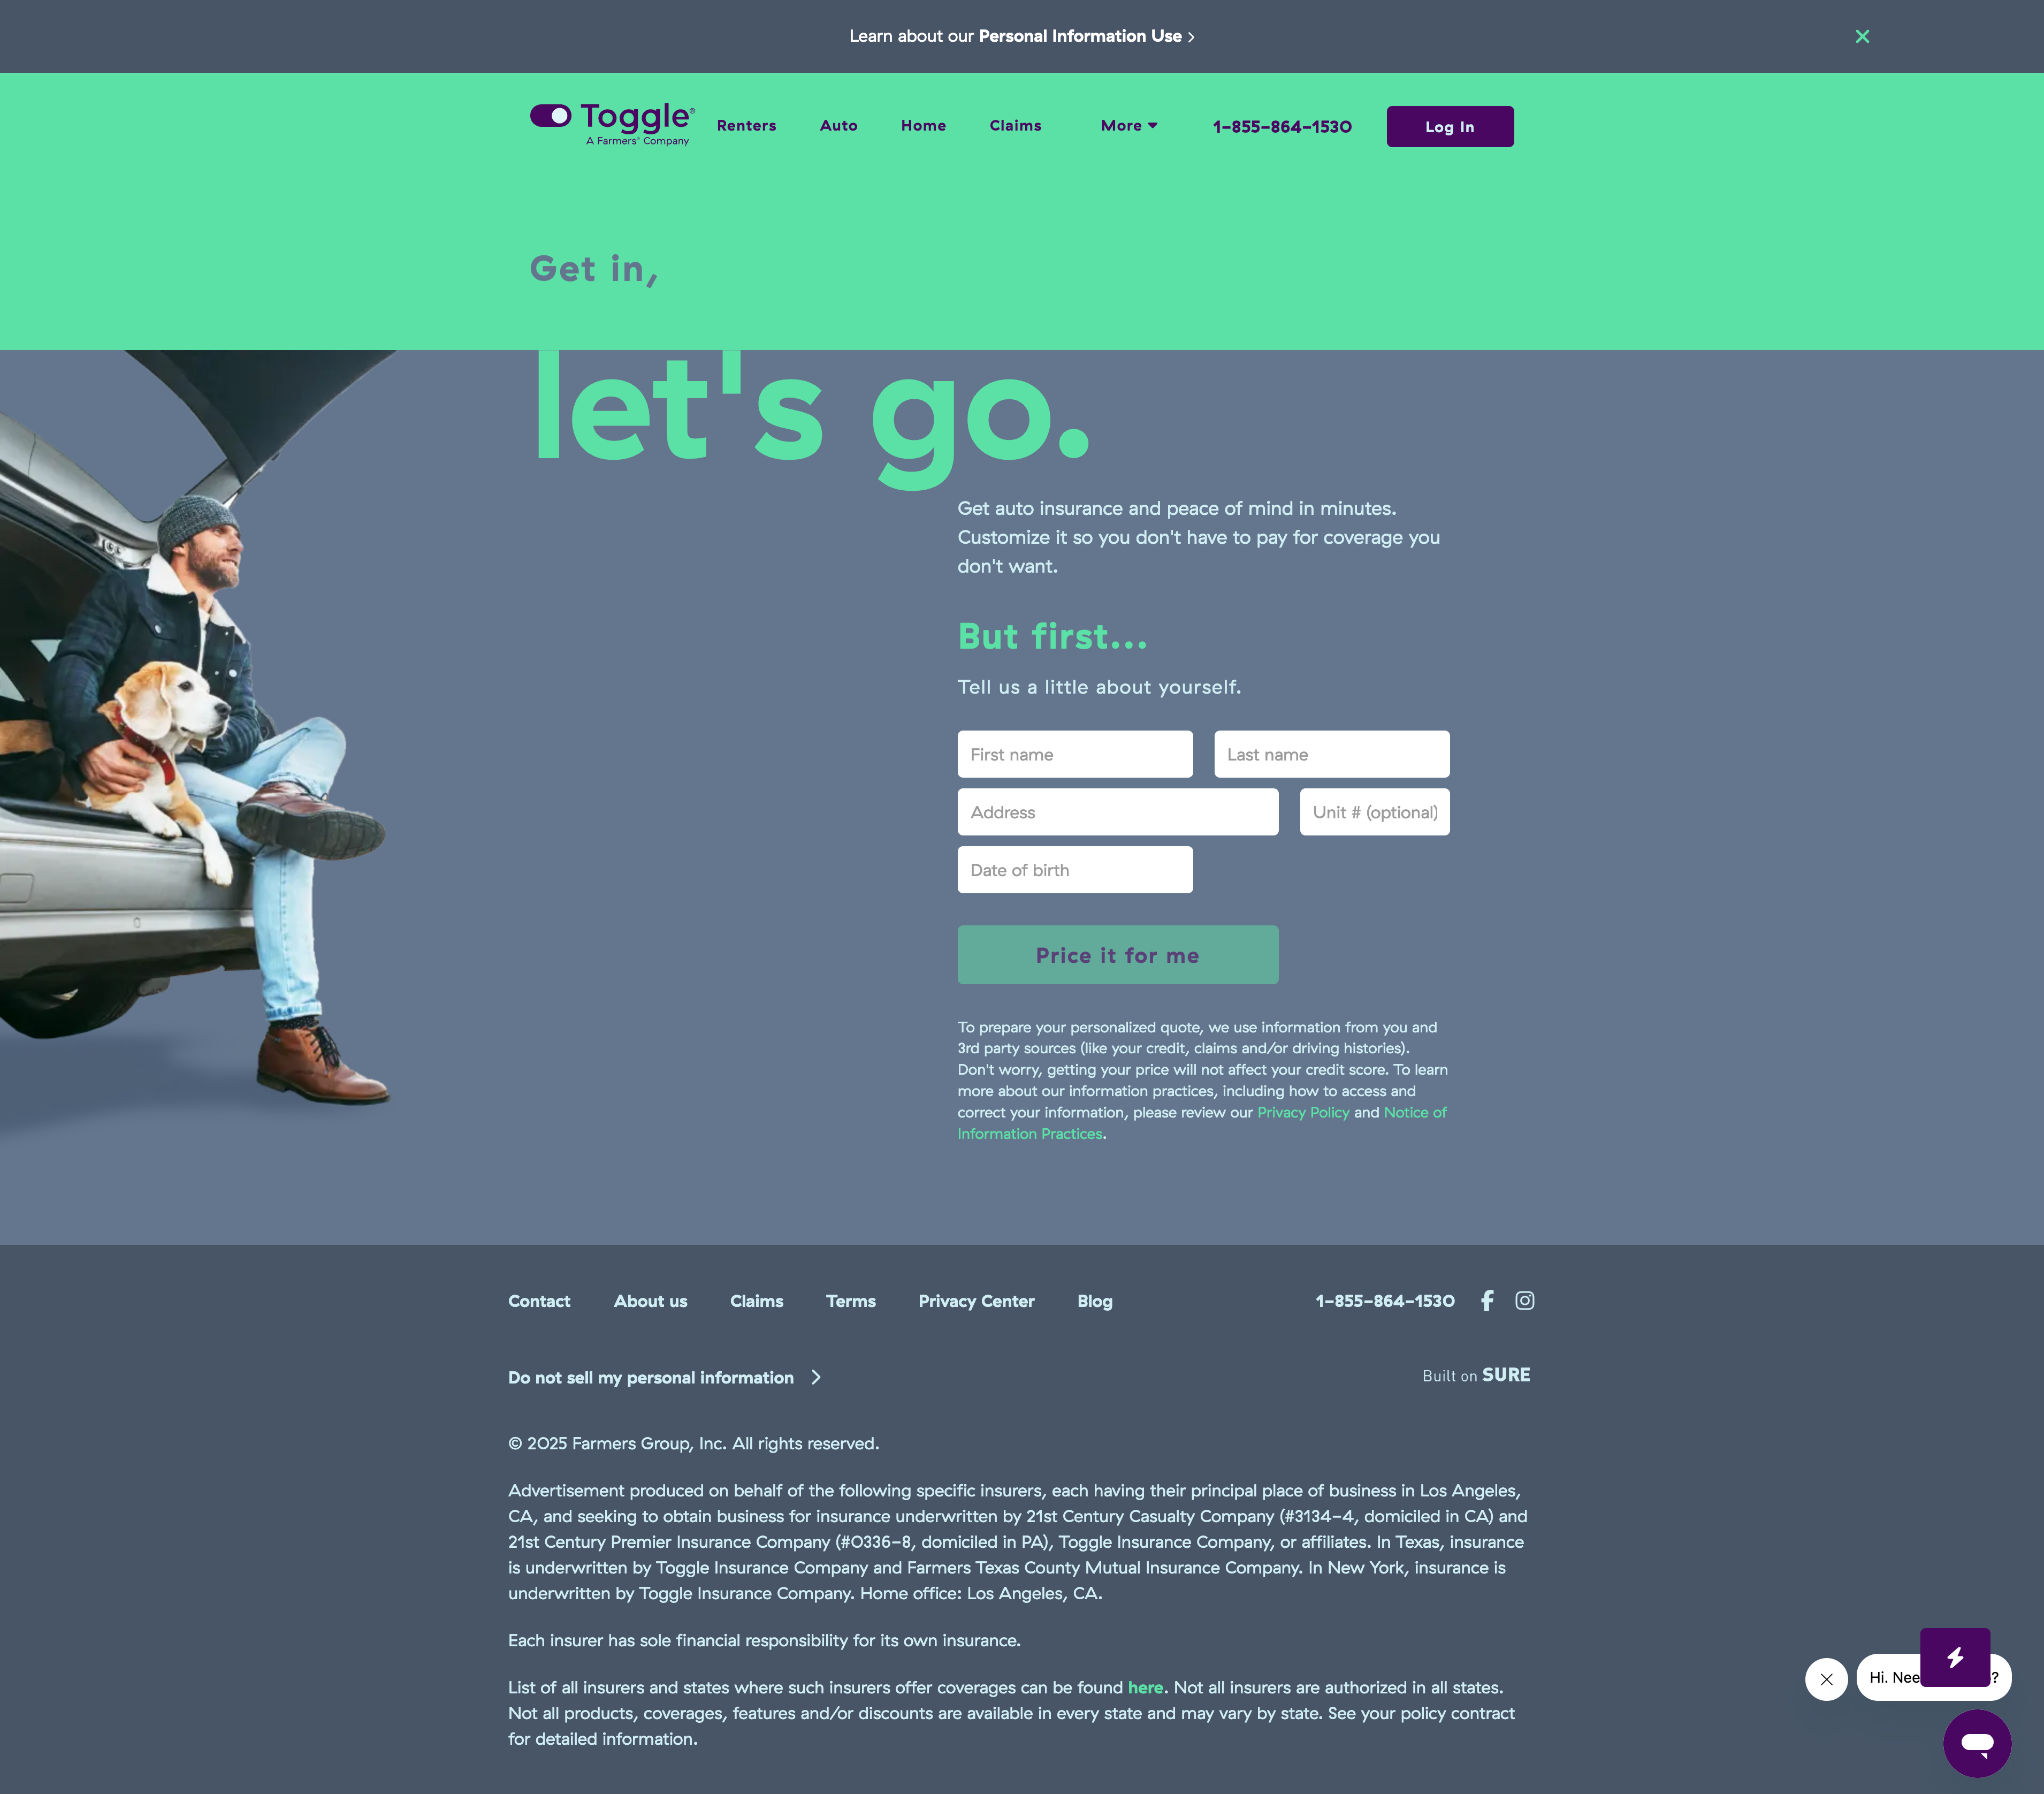 Learn about our Personal Information Use >
Toggle®
A Farmers® Company
Renters
Auto
Home
Claims
More
1-855-864-1530
Log In
Get in,
let's go.
Get auto insurance and peace of mind in minutes.
Customize it so you don't have to pay for coverage you
don't want.
But first...
Tell us a little about yourself.
First name
Last name
Address
Unit # (optional)
Date of birth
Price it for me
To prepare your personalized quote, we use information from you and
3rd party sources (like your credit, claims and/or driving histories).
Don't worry, getting your price will not affect your credit score. To learn
more about our information practices, including how to access and
correct your information, please review our Privacy Policy and Notice of
Information Practices.
Contact
About us
Claims
Terms
Privacy Center
Blog
1-855-864-1530
Do not sell my personal information
Built on SURE
© 2025 Farmers Group, Inc. All rights reserved.
Advertisement produced on behalf of the following specific insurers, each having their principal place of business in Los Angeles,
CA, and seeking to obtain business for insurance underwritten by 21st Century Casualty Company (#3134-4, domiciled in CA) and
21st Century Premier Insurance Company (#0336-8, domiciled in PA), Toggle Insurance Company, or affiliates. In Texas, insurance
is underwritten by Toggle Insurance Company and Farmers Texas County Mutual Insurance Company. In New York, insurance is
underwritten by Toggle Insurance Company. Home office: Los Angeles, CA.
Each insurer has sole financial responsibility for its own insurance.
List of all insurers and states where such insurers offer coverages can be found here. Not all insurers are authorized in all states.
Not all products, coverages, features and/or discounts are available in every state and may vary by state. See your policy contract
for detailed information.
Hi.